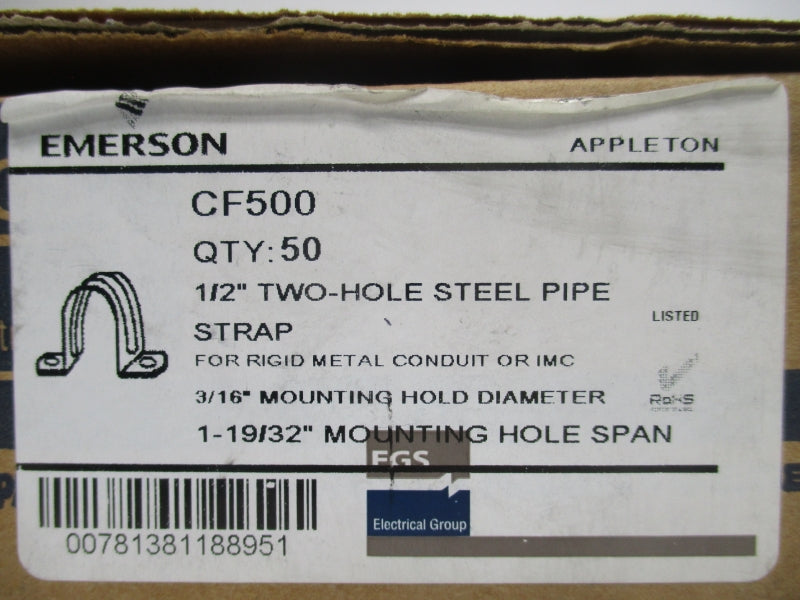 EMERSON
APPLETON
CF500
QTY: 50
1/2" TWO-HOLE STEEL PIPE
STRAP
LISTED
FOR RIGID METAL CONDUIT OR IMC
3/16" MOUNTING HOLD DIAMETER
RoHS
1-19/32" MOUNTING HOLE SPAN
EGS
Electrical Group
00781381188951